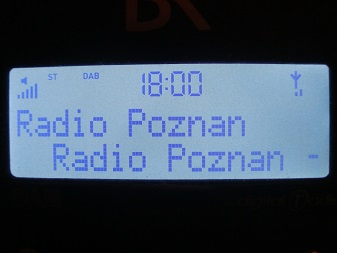 ST DAB 18:00
Radio Poznan
Radio Poznan -